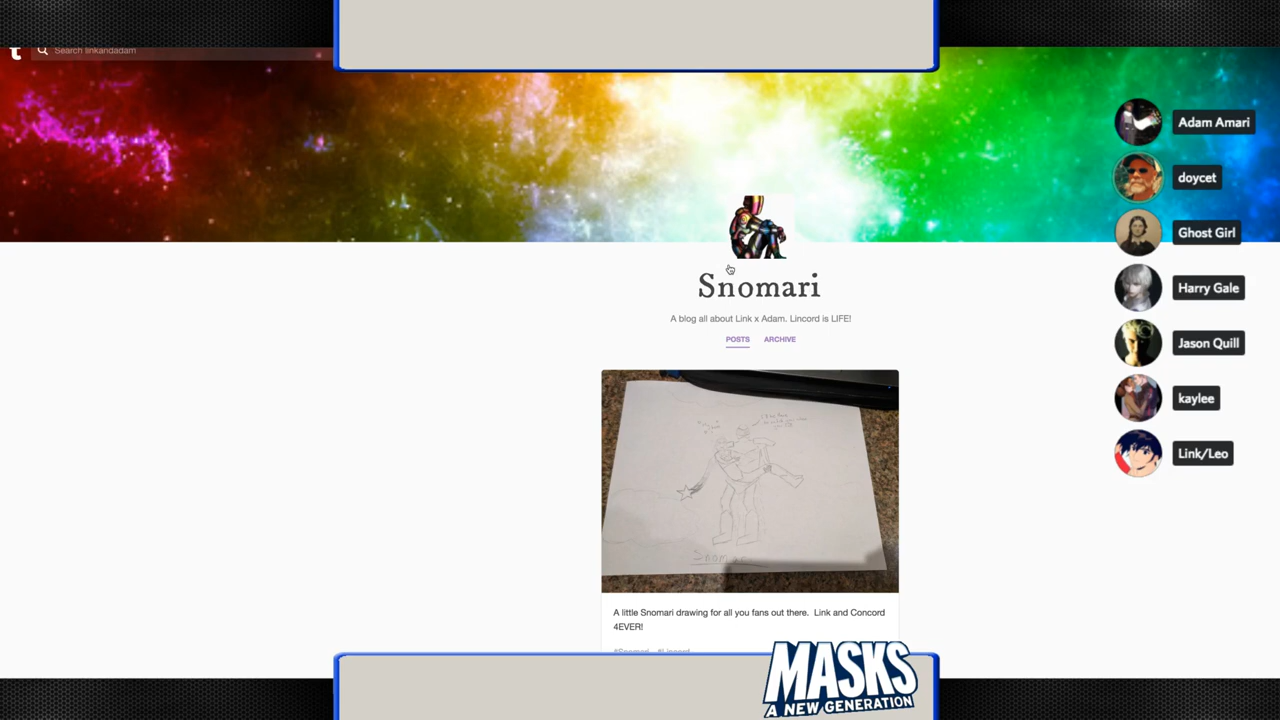 t
Search linkandadam
Adam Amari
doycet
Ghost Girl
Harry Gale
Jason Quill
kaylee
Link/Leo
Snomari
A blog all about Link x Adam. Lincord is LIFE!
POSTS ARCHIVE
A little Snomari drawing for all you fans out there. Link and Concord
4EVER!
#Snomari #Lincord
MASKS
A NEW GENERATION